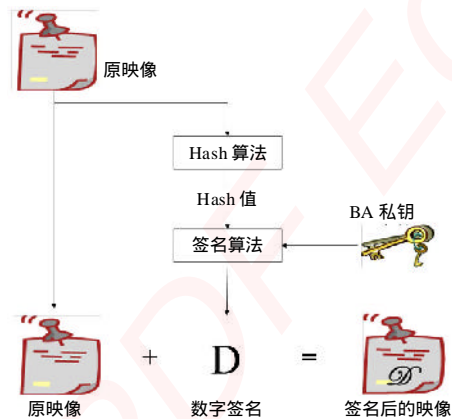 原映像
Hash 算法
Hash 值
BA 私钥
签名算法
+ D =
D
原映像 数字签名 签名后的映像